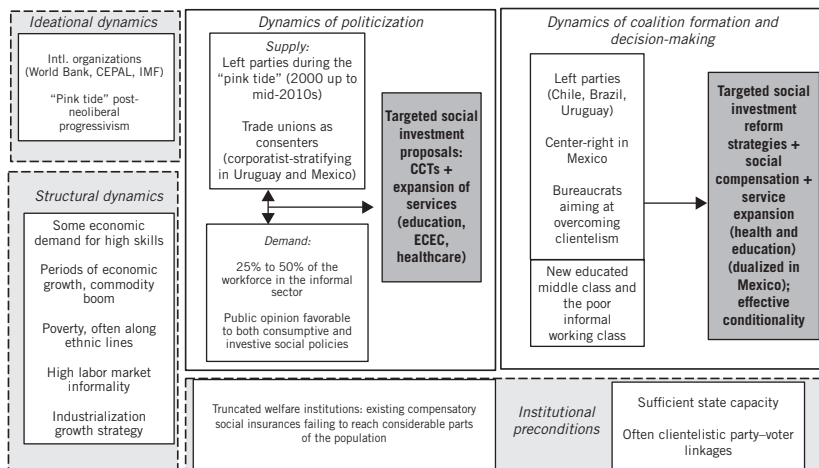 Ideational dynamics
Intl. organizations
(World Bank, CEPAL, IMF)
“Pink tide” post-
neoliberal
progressivism
Structural dynamics
Some economic
demand for high skills
Periods of economic
growth, commodity
boom
Poverty, often along
ethnic lines
High labor market
informality
Industrialization
growth strategy
Dynamics of politicization
Supply:
Left parties during the
“pink tide” (2000 up to
mid-2010s)
Trade unions as
consenters
(corporatist-stratifying
in Uruguay and Mexico)
Demand:
25% to 50% of the
workforce in the informal
sector
Public opinion favorable
to both consumptive and
investive social policies
Targeted social
investment
proposals:
CCTs +
expansion of
services
(education,
ECEC,
healthcare)
Dynamics of coalition formation and
decision-making
Left parties
(Chile, Brazil,
Uruguay)
Center-right in
Mexico
Bureaucrats
aiming at
overcoming
clientelism
New educated
middle class and
the poor
informal
working class
Targeted social
investment
reform
strategies +
social
compensation +
service
expansion
(health and
education)
(dualized in
Mexico);
effective
conditionality
Truncated welfare institutions: existing compensatory
social insurances failing to reach considerable parts
of the population
Institutional
preconditions
Sufficient state capacity
Often clientelistic party–voter
linkages